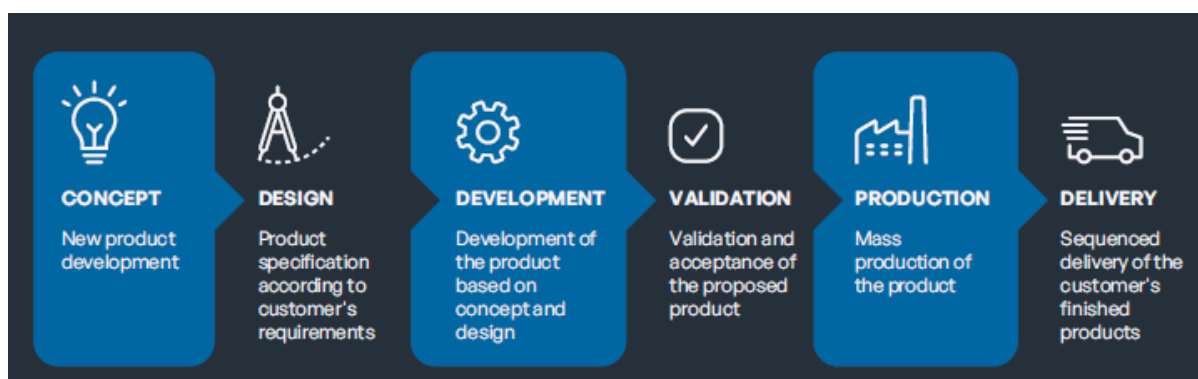 CONCEPT
New product
development
DESIGN
Product
specification
according to
customer's
requirements
DEVELOPMENT
Development of
the product
based on
concept and
design
VALIDATION
Validation and
acceptance of
the proposed
product
PRODUCTION
Mass
production of
the product
DELIVERY
Sequenced
delivery of the
customer's
finished
products